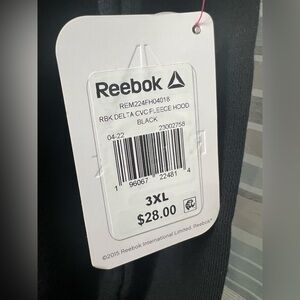 Reebok
REM224FH04018
RBK DELTA CVC FLEECE HOOD
BLACK
04-22 23002758
1 96067 22481 4
3XL
$28.00
©2015 Reebok International Limited. Reebok®